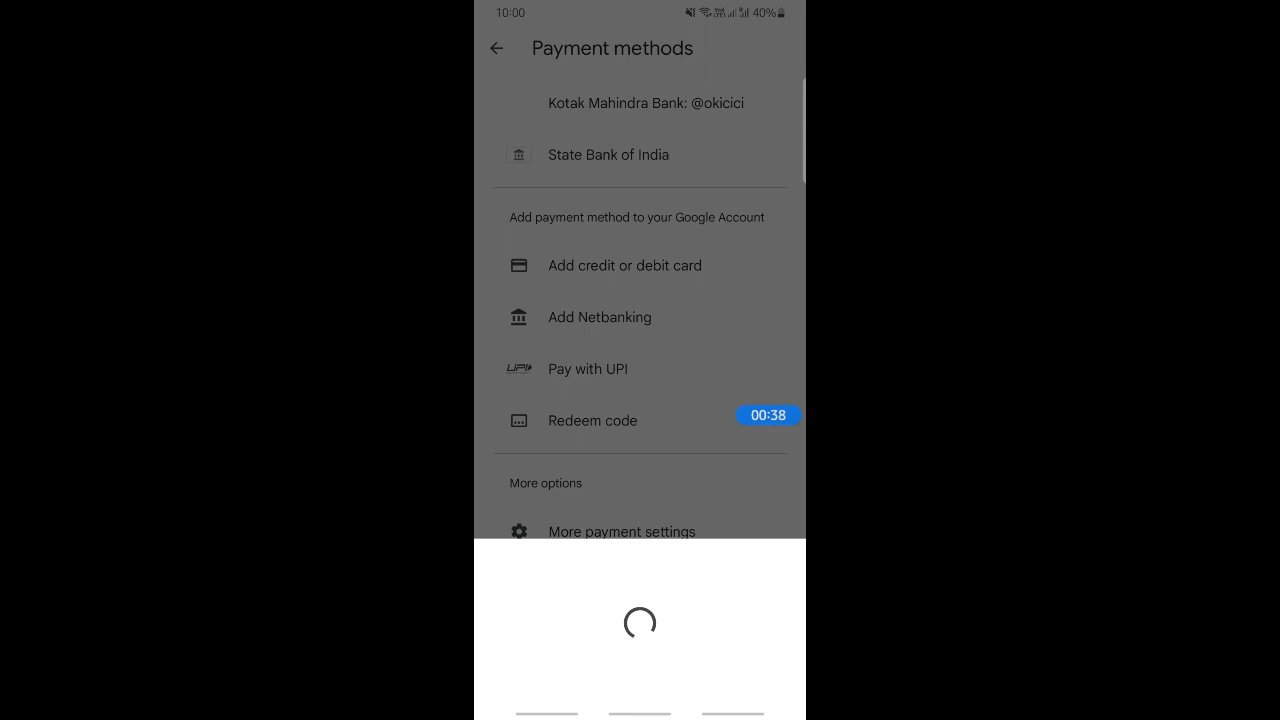 10:00
40%
Payment methods
Kotak Mahindra Bank: @okicici
State Bank of India
Add payment method to your Google Account
Add credit or debit card
Add Netbanking
UPI Pay with UPI
00:38
Redeem code
More options
More payment settings